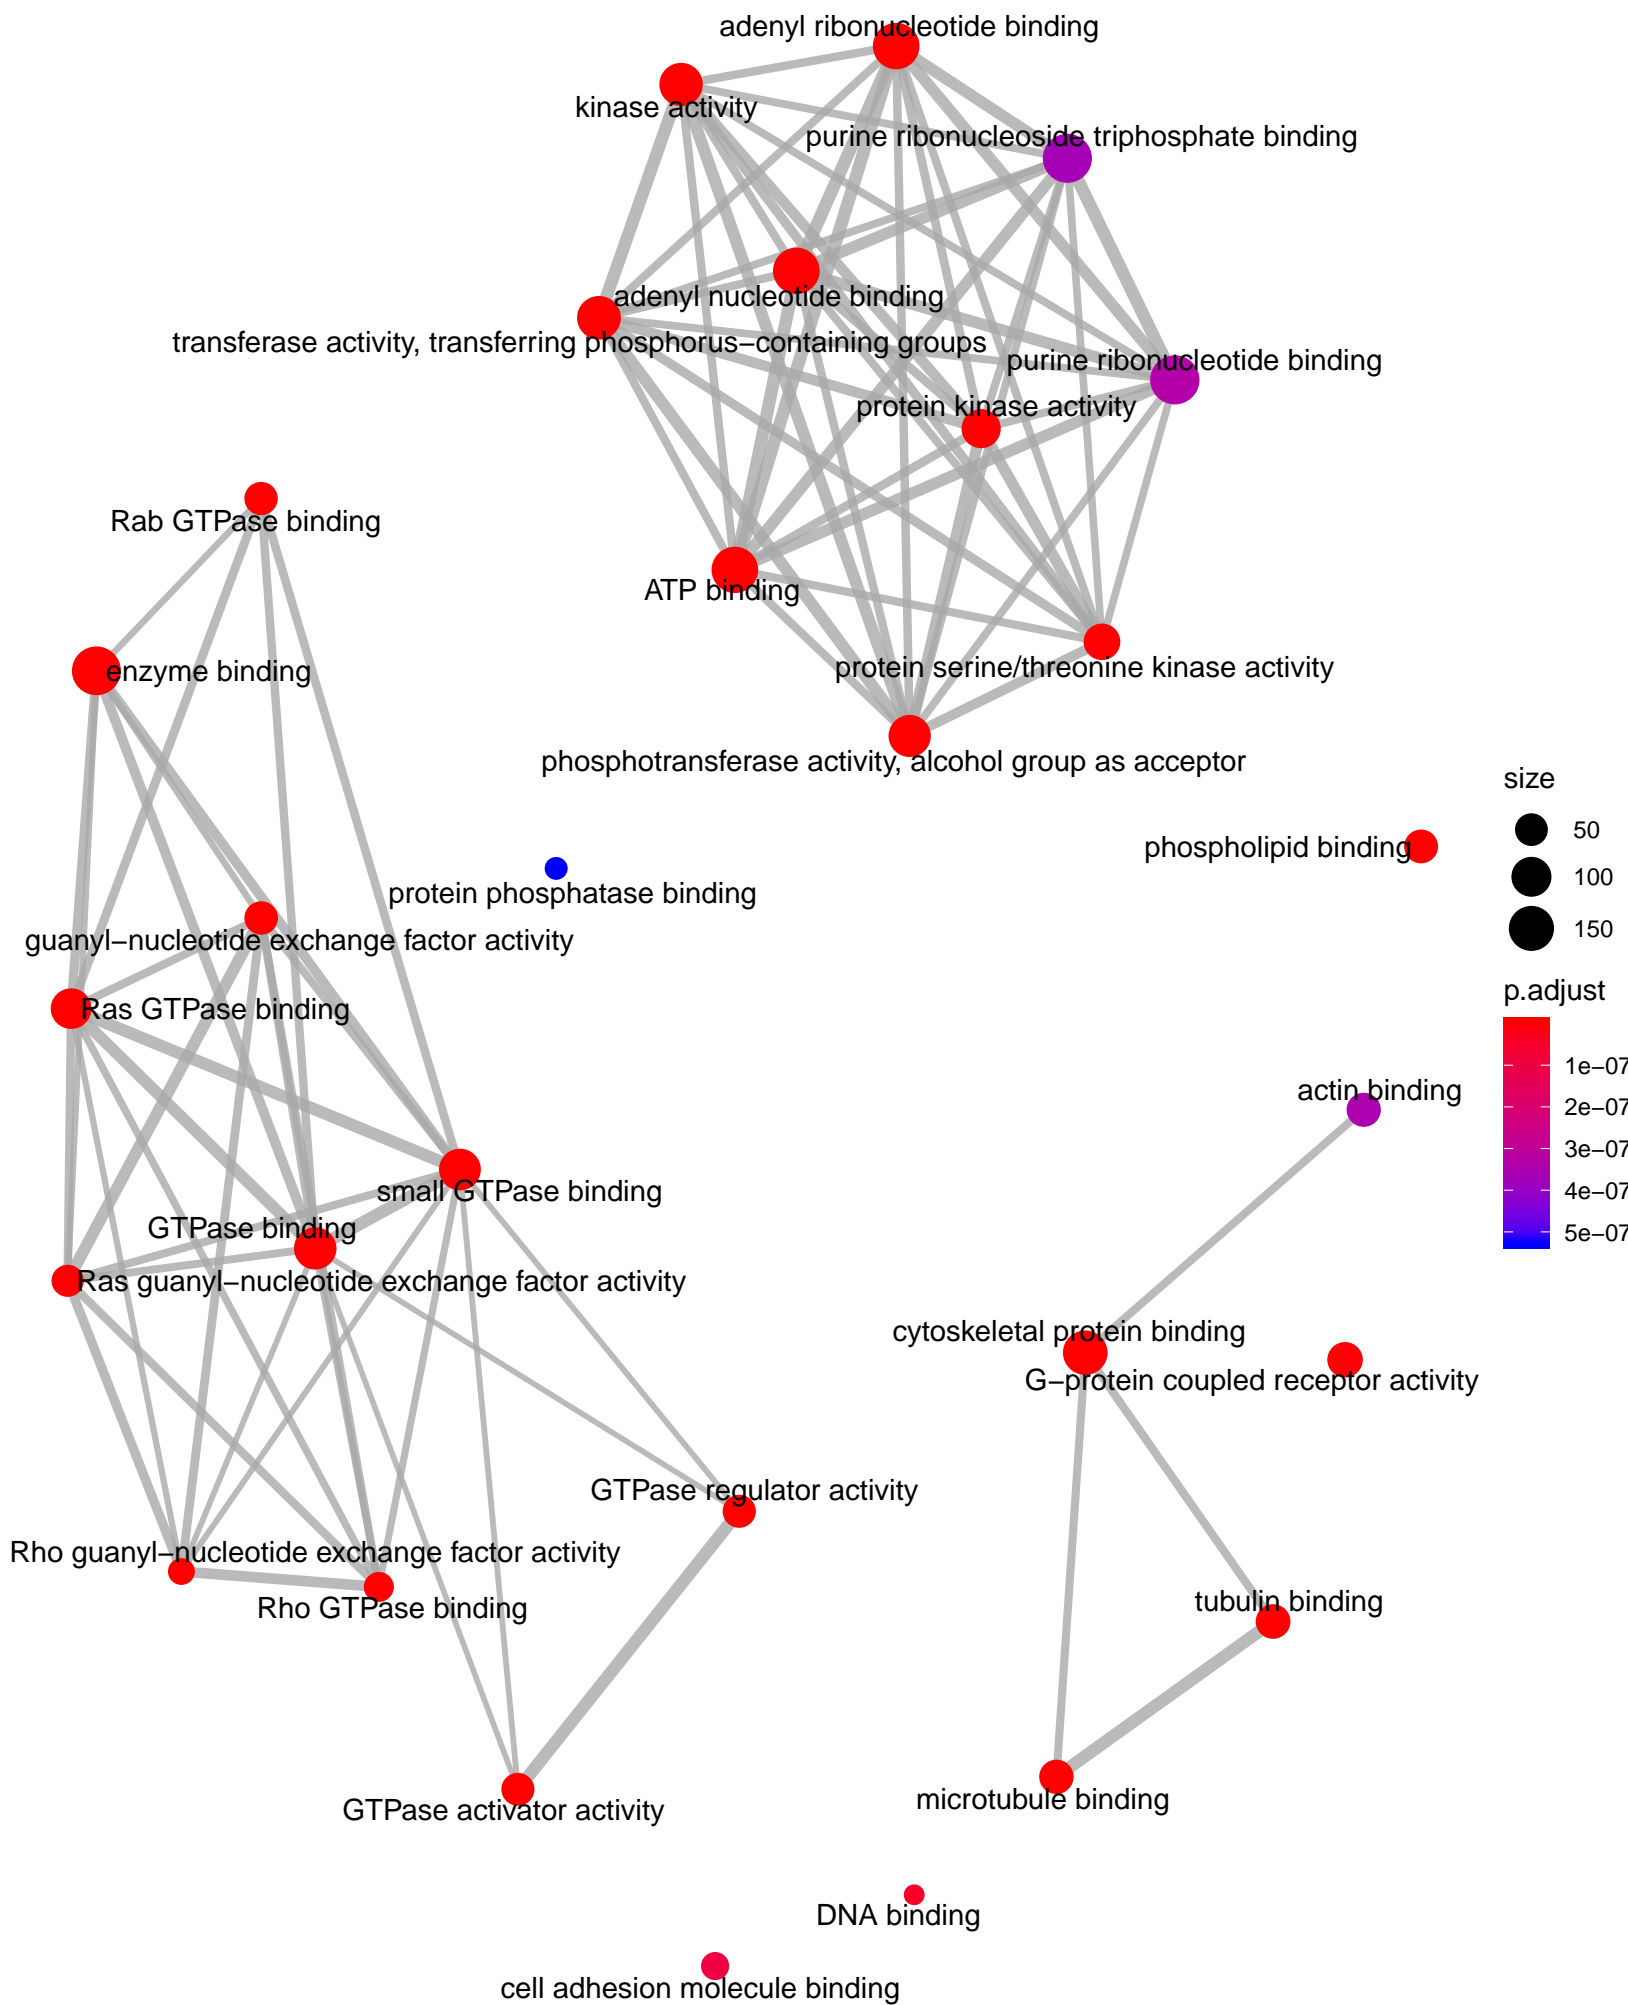 adenyl ribonucleotide binding
kinase activity
purine ribonucleoside triphosphate binding
adenyl nucleotide binding
transferase activity, transferring phosphorus−containing groups
purine ribonucleotide binding
protein kinase activity
Rab GTPase binding
ATP binding
enzyme binding
protein serine/threonine kinase activity
phosphotransferase activity, alcohol group as acceptor
size
50
phospholipid binding
100
protein phosphatase binding
150
guanyl−nucleotide exchange factor activity
p.adjust
Ras GTPase binding
1e−07
actin binding
2e−07
3e−07
small GTPase binding
4e−07
GTPase binding
5e−07
Ras guanyl−nucleotide exchange factor activity
cytoskeletal protein binding
G−protein coupled receptor activity
GTPase regulator activity
Rho guanyl−nucleotide exchange factor activity
tubulin binding
Rho GTPase binding
microtubule binding
GTPase activator activity
DNA binding
cell adhesion molecule binding